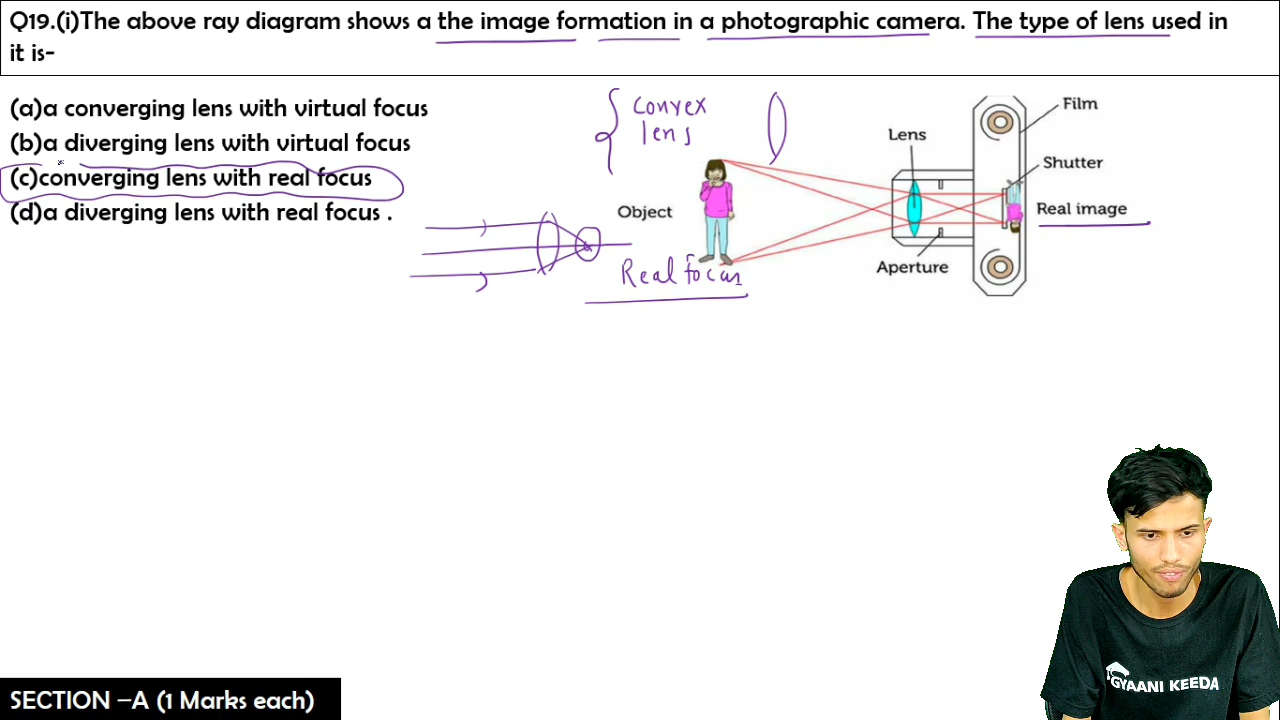 Q19.(i)The above ray diagram shows a the image formation in a photographic camera. The type of lens used in
it is-
(a)a converging lens with virtual focus
(b)a diverging lens with virtual focus
(c)converging lens with real focus
(d)a diverging lens with real focus .
convex
lens
Real focus
Object
Lens
Aperture
Film
Shutter
Real image
GYAANI KEEDA
SECTION –A (1 Marks each)